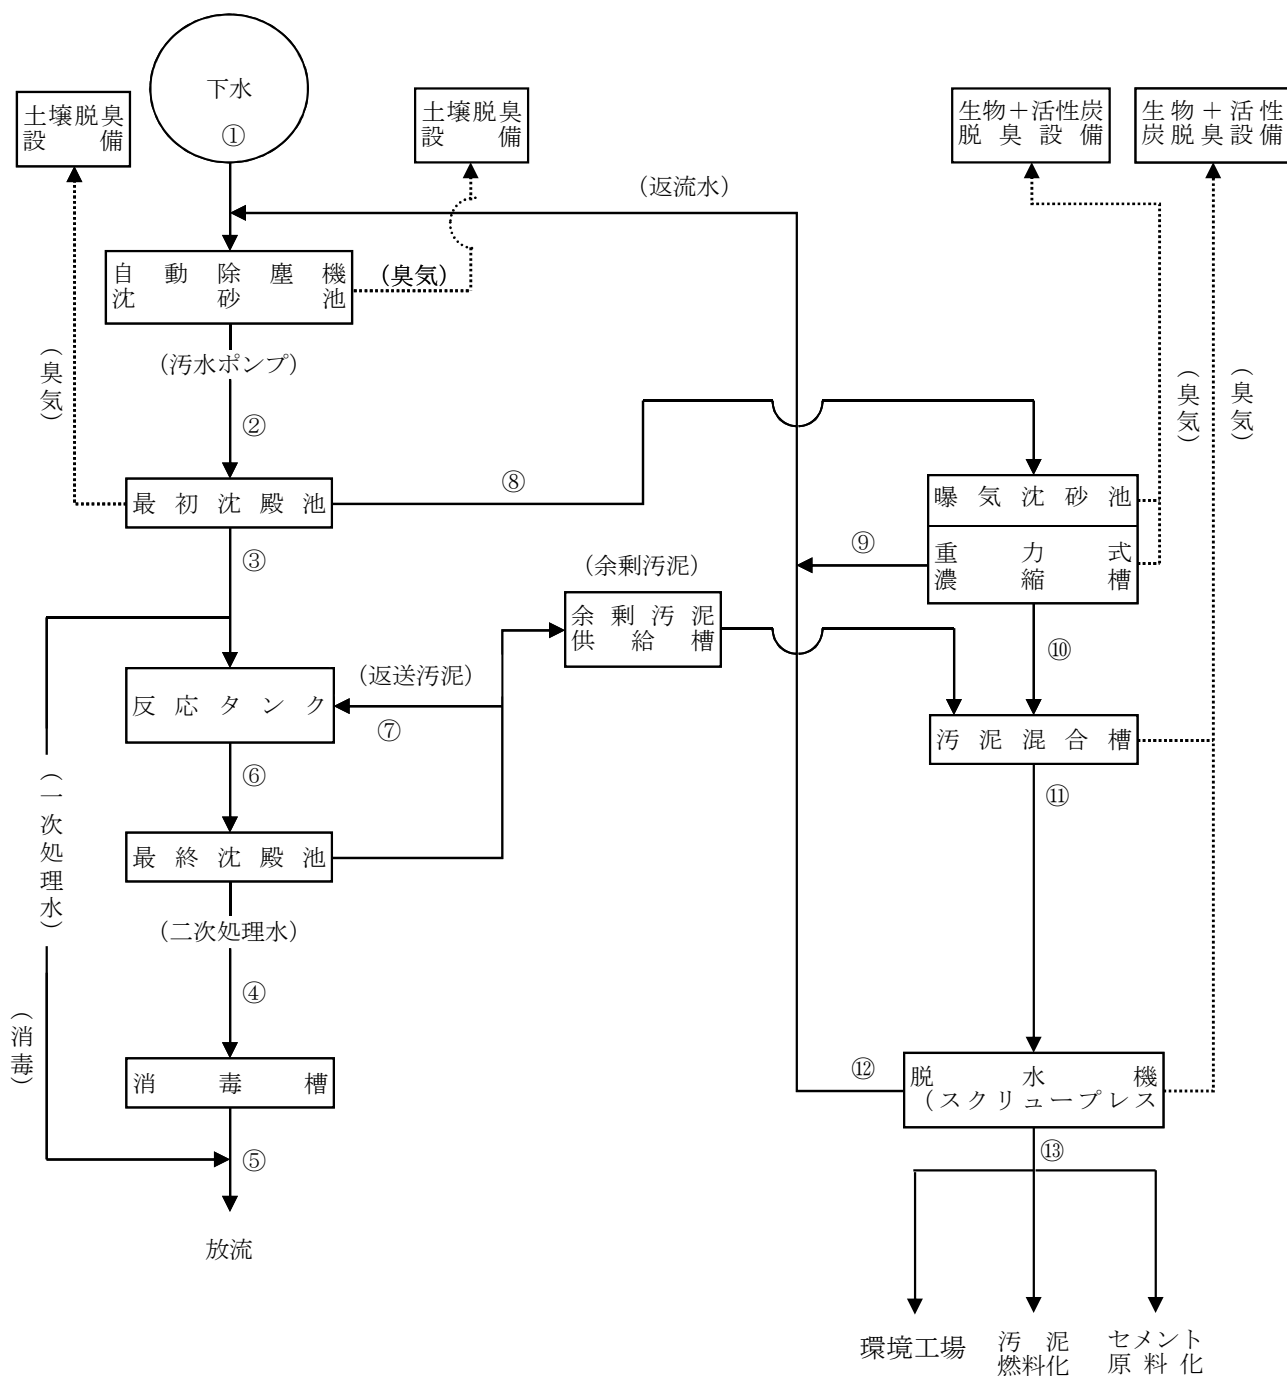 下水
①
土壌脱臭
設備
土壌脱臭
設備
生物＋活性炭
脱臭設備
生物＋活性
炭脱臭設備
（返流水）
自動除塵機
沈砂池
（臭気）
（汚水ポンプ）
（臭気）
（臭気）
（臭気）
②
最初沈殿池
⑧
曝気沈砂池
③
⑨
重力式
濃縮槽
（余剰汚泥）
余剰汚泥
供給槽
⑩
（返送汚泥）
反応タンク
⑦
汚泥混合槽
⑥
⑪
（一次処理水）
最終沈殿池
（二次処理水）
④
（消毒）
消毒槽
⑫
脱水機
（スクリュープレス
⑤
⑬
放流
環境工場
汚泥
燃料化
セメント
原料化